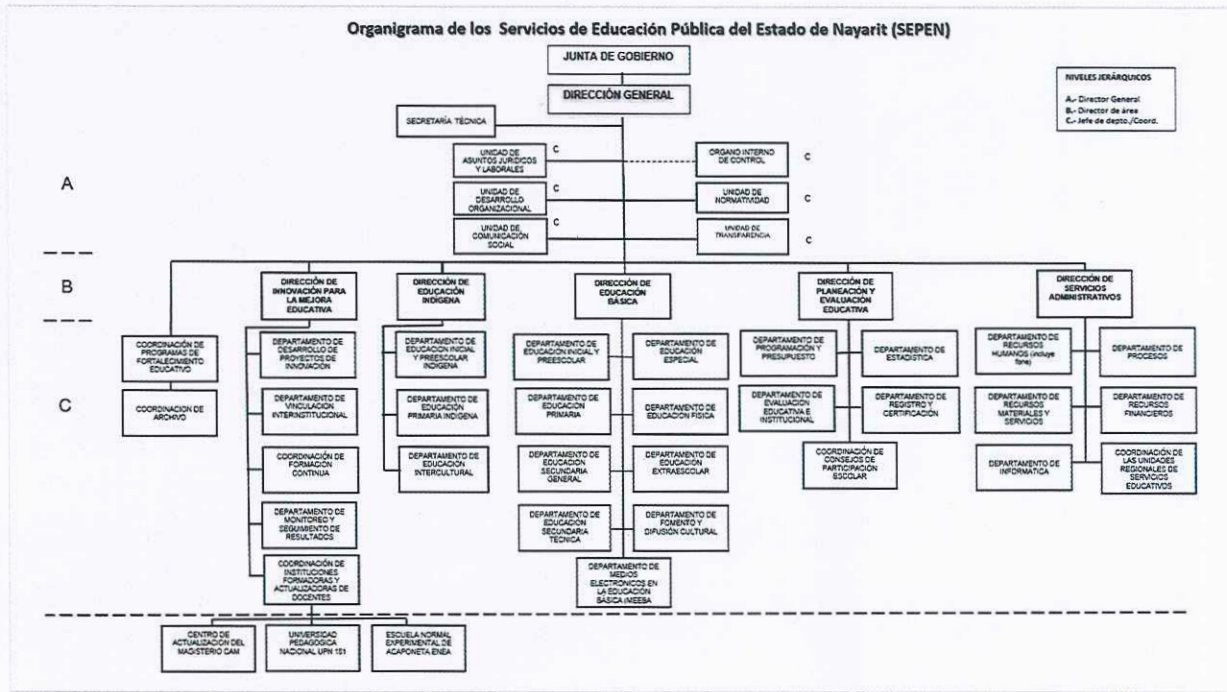 Organigrama de los Servicios de Educación Pública del Estado de Nayarit (SEPEN)
JUNTA DE GOBIERNO
DIRECCIÓN GENERAL
NIVELES JERÁRQUICOS
A.- Director General
B.- Director de área
C.- Jefe de depto./Coord.
SECRETARÍA TÉCNICA
A
UNIDAD DE
ASUNTOS JURÍDICOS
Y LABORALES
C
ORGANO INTERNO
DE CONTROL
C
UNIDAD DE
DESARROLLO
ORGANIZACIONAL
C
UNIDAD DE
NORMATIVIDAD
C
UNIDAD DE
COMUNICACIÓN
SOCIAL
C
UNIDAD DE
TRANSPARENCIA
C
B
DIRECCIÓN DE
INNOVACIÓN PARA
LA MEJORA
EDUCATIVA
DIRECCIÓN DE
EDUCACIÓN
INDÍGENA
DIRECCIÓN DE
EDUCACIÓN
BÁSICA
DIRECCIÓN DE
PLANEACIÓN Y
EVALUACIÓN
EDUCATIVA
DIRECCIÓN DE
SERVICIOS
ADMINISTRATIVOS
C
COORDINACIÓN DE
PROGRAMAS DE
FORTALECIMIENTO
EDUCATIVO
COORDINACIÓN DE
ARCHIVO
DEPARTAMENTO DE
DESARROLLO DE
PROYECTOS DE
INNOVACIÓN
DEPARTAMENTO DE
VINCULACIÓN
INTERINSTITUCIONAL
COORDINACIÓN DE
FORMACIÓN
CONTINUA
DEPARTAMENTO DE
MONITOREO Y
SEGUIMIENTO DE
RESULTADOS
COORDINACIÓN DE
INSTITUCIONES
FORMADORAS Y
ACTUALIZADORAS DE
DOCENTES
DEPARTAMENTO DE
EDUCACION INICIAL
Y PREESCOLAR
INDIGENA
DEPARTAMENTO DE
EDUCACIÓN
PRIMARIA INDIGENA
DEPARTAMENTO DE
EDUCACIÓN
INTERCULTURAL
DEPARTAMENTO DE
EDUCACIÓN INICIAL Y
PREESCOLAR
DEPARTAMENTO DE
EDUCACIÓN
ESPECIAL
DEPARTAMENTO DE
EDUCACIÓN
PRIMARIA
DEPARTAMENTO DE
EDUCACION FÍSICA
DEPARTAMENTO DE
EDUCACION
SECUNDARIA
GENERAL
DEPARTAMENTO DE
EDUCACIÓN
EXTRAESCOLAR
DEPARTAMENTO DE
EDUCACIÓN
SECUNDARIA
TECNICA
DEPARTAMENTO DE
FOMENTO Y
DIFUSIÓN CULTURAL
DEPARTAMENTO DE
MEDIOS
ELECTRONICOS EN
LA EDUCACIÓN
BÁSICA (MEEBA
DEPARTAMENTO DE
PROGRAMACIÓN Y
PRESUPUESTO
DEPARTAMENTO DE
ESTADISTICA
DEPARTAMENTO DE
EVALUACION
EDUCATIVA E
INSTITUCIONAL
DEPARTAMENTO DE
REGISTRO Y
CERTIFICACIÓN
COORDINACIÓN DE
CONSEJOS DE
PARTICIPACIÓN
ESCOLAR
DEPARTAMENTO DE
RECURSOS
HUMANOS (incluye
fone)
DEPARTAMENTO DE
PROCESOS
DEPARTAMENTO DE
RECURSOS
MATERIALES Y
SERVICIOS
DEPARTAMENTO DE
RECURSOS
FINANCIEROS
DEPARTAMENTO DE
INFORMATICA
COORDINACIÓN DE
LAS UNIDADES
REGIONALES DE
SERVICIOS
EDUCATIVOS
CENTRO DE
ACTUALIZACIÓN DEL
MAGISTERIO CAM
UNIVERSIDAD
PEDAGÓGICA
NACIONAL UPN 181
ESCUELA NORMAL
EXPERIMENTAL DE
ACAPONETA ENEA